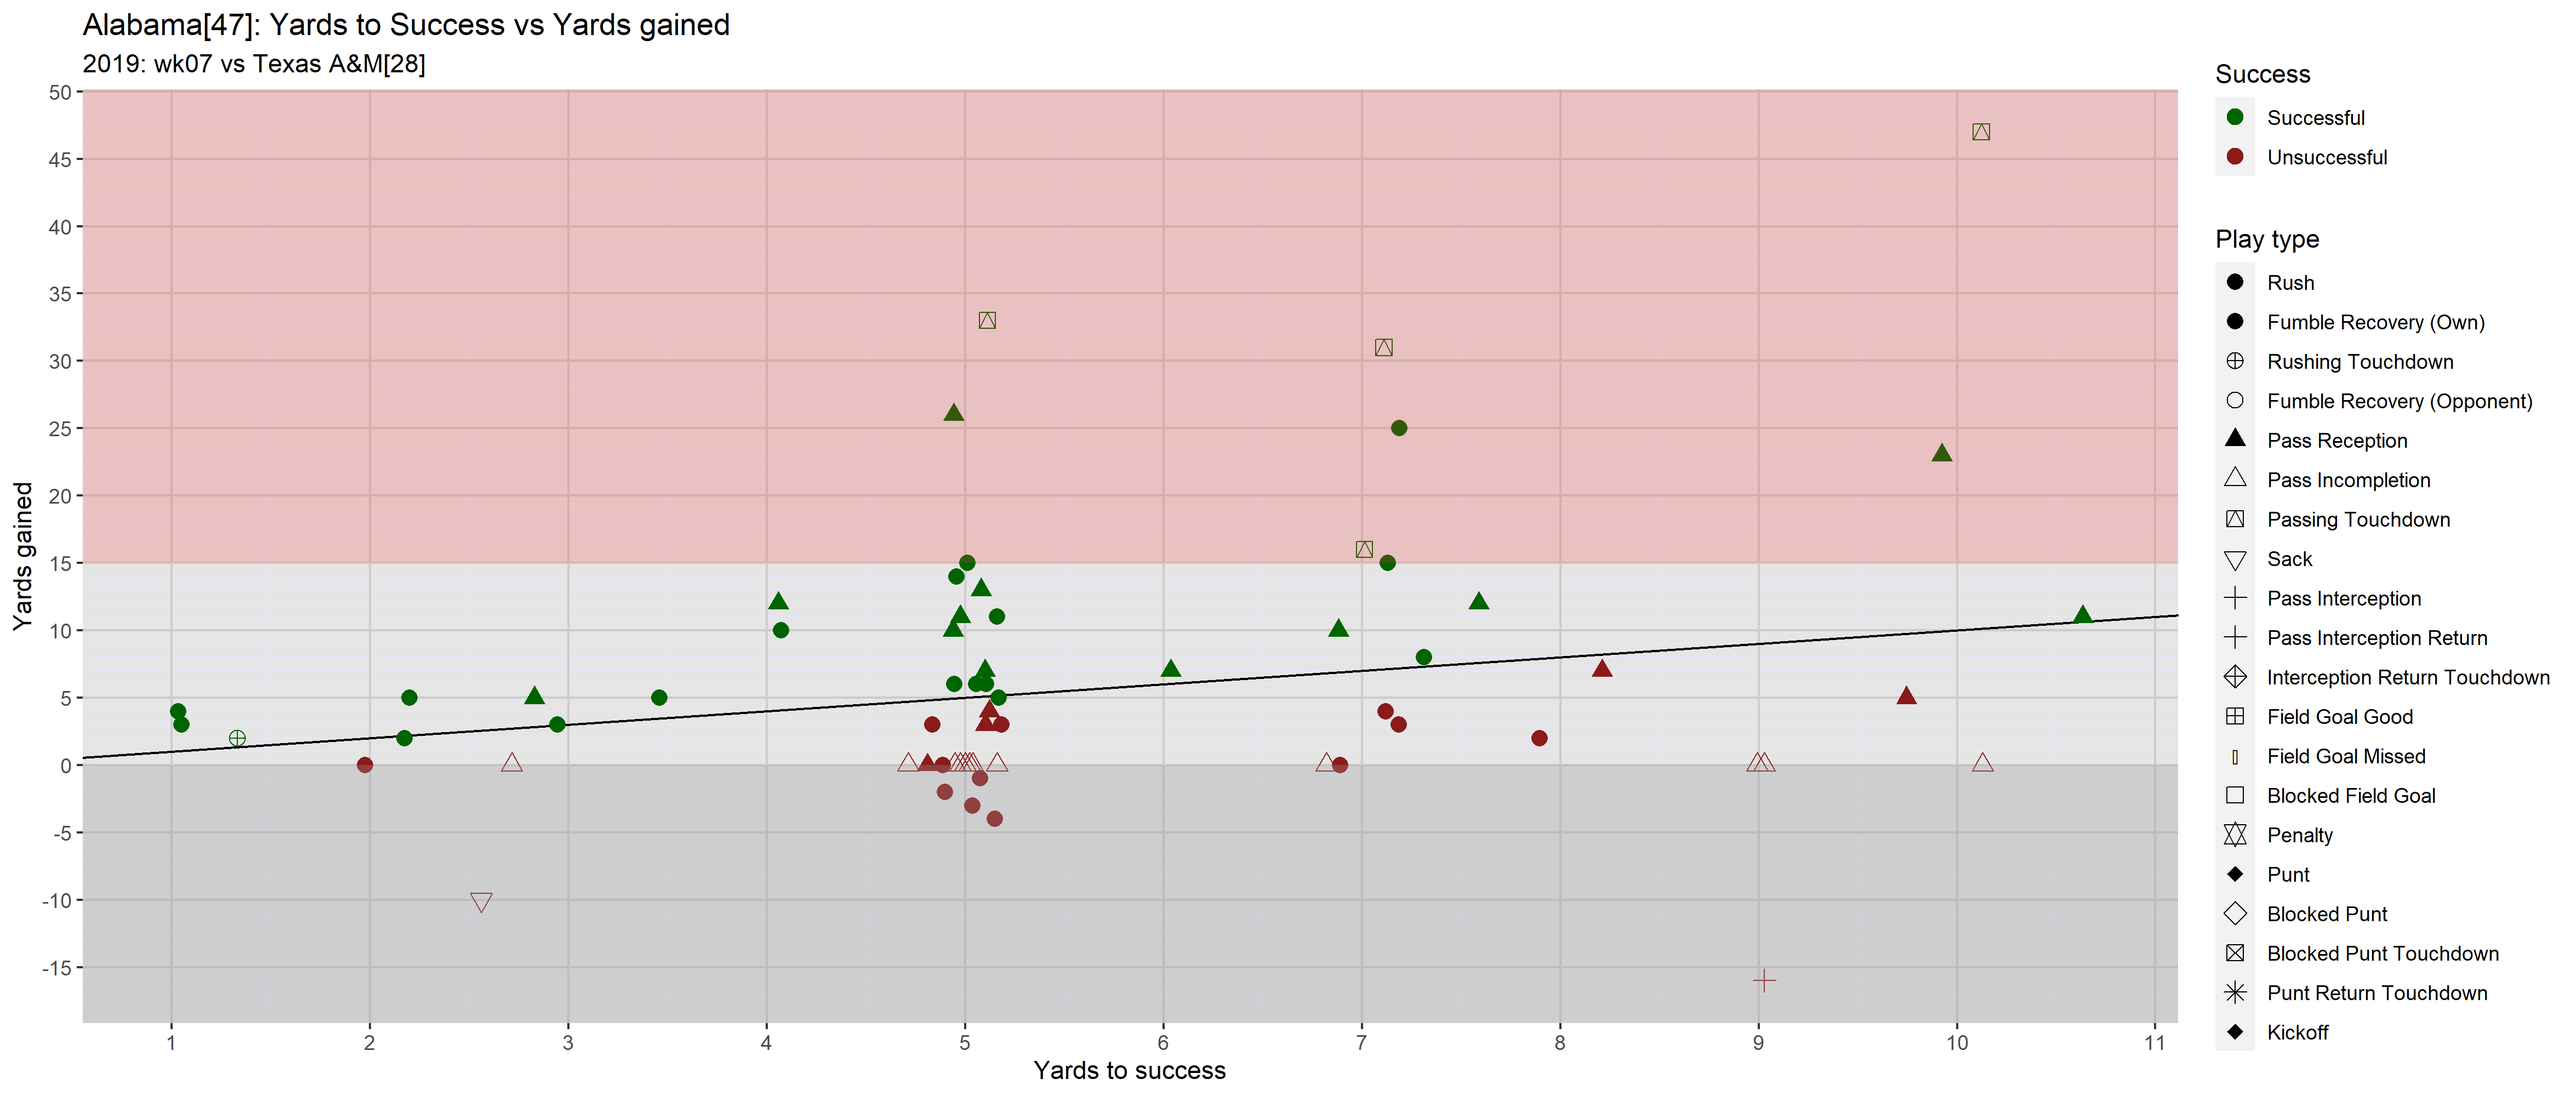 Alabama[47]: Yards to Success vs Yards gained
2019: wk07 vs Texas A&M[28]
50
45
40
35
30
25
20
15
10
5
0
-5
-10
-15
Yards gained
1 2 3 4 5 6 7 8 9 10 11
Yards to success
Success
Successful
Unsuccessful
Play type
Rush
Fumble Recovery (Own)
Rushing Touchdown
Fumble Recovery (Opponent)
Pass Reception
Pass Incompletion
Passing Touchdown
Sack
Pass Interception
Pass Interception Return
Interception Return Touchdown
Field Goal Good
Field Goal Missed
Blocked Field Goal
Penalty
Punt
Blocked Punt
Blocked Punt Touchdown
Punt Return Touchdown
Kickoff